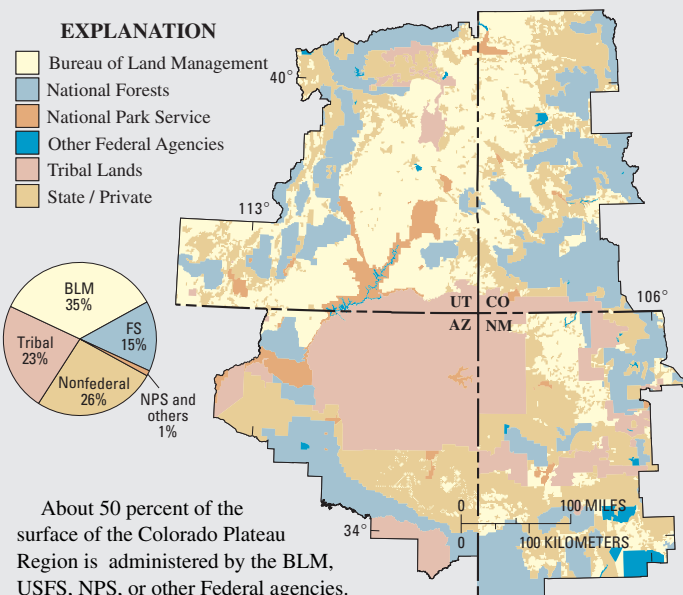 EXPLANATION
Bureau of Land Management
National Forests
National Park Service
Other Federal Agencies
Tribal Lands
State / Private
40°
113°
106°
34°
UT CO
AZ NM
BLM
35%
FS
15%
Tribal
23%
Nonfederal
26%
NPS and
others
1%
0 100 MILES
0 100 KILOMETERS
About 50 percent of the
surface of the Colorado Plateau
Region is administered by the BLM,
USFS, NPS, or other Federal agencies.